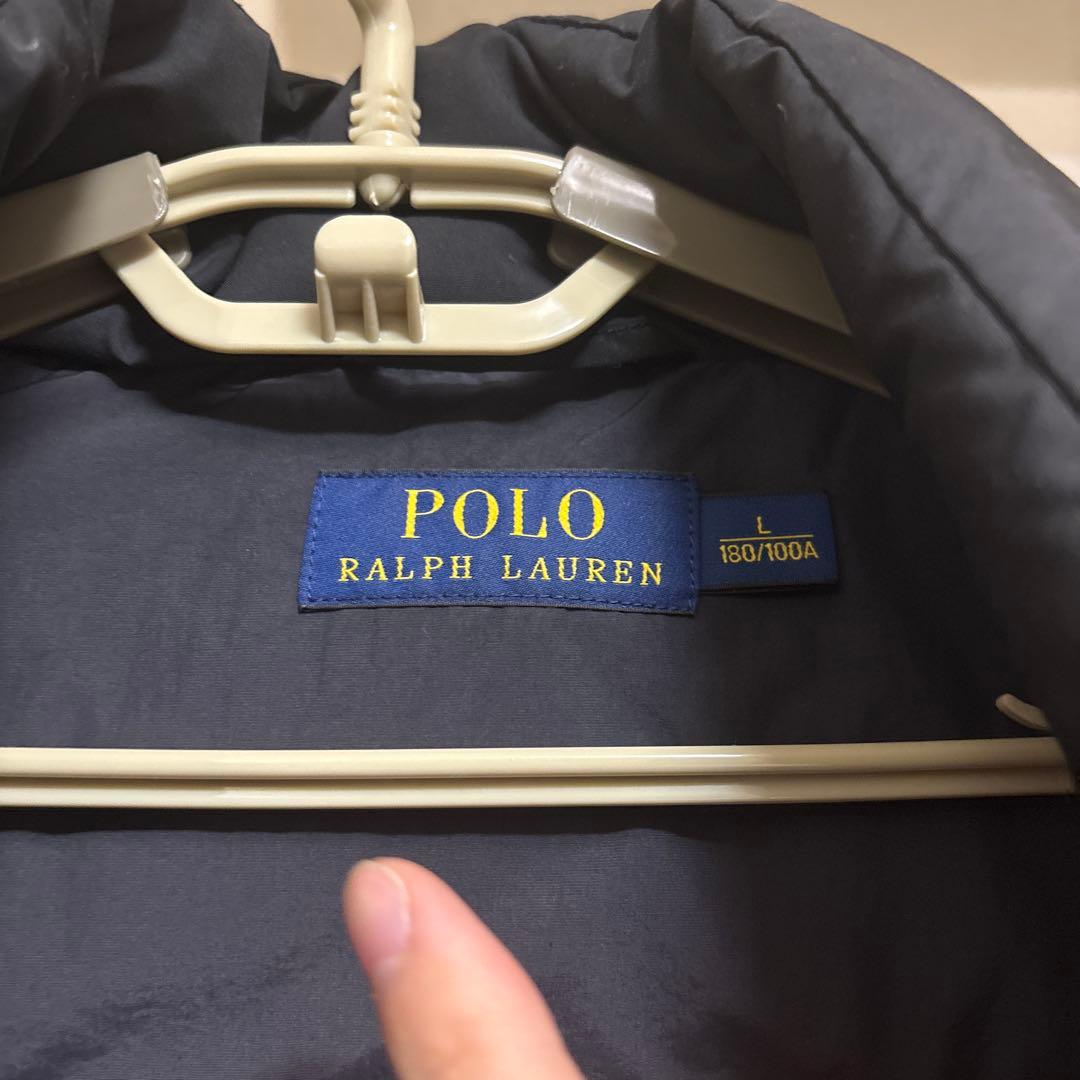 POLO
RALPH LAUREN
L
180/100A